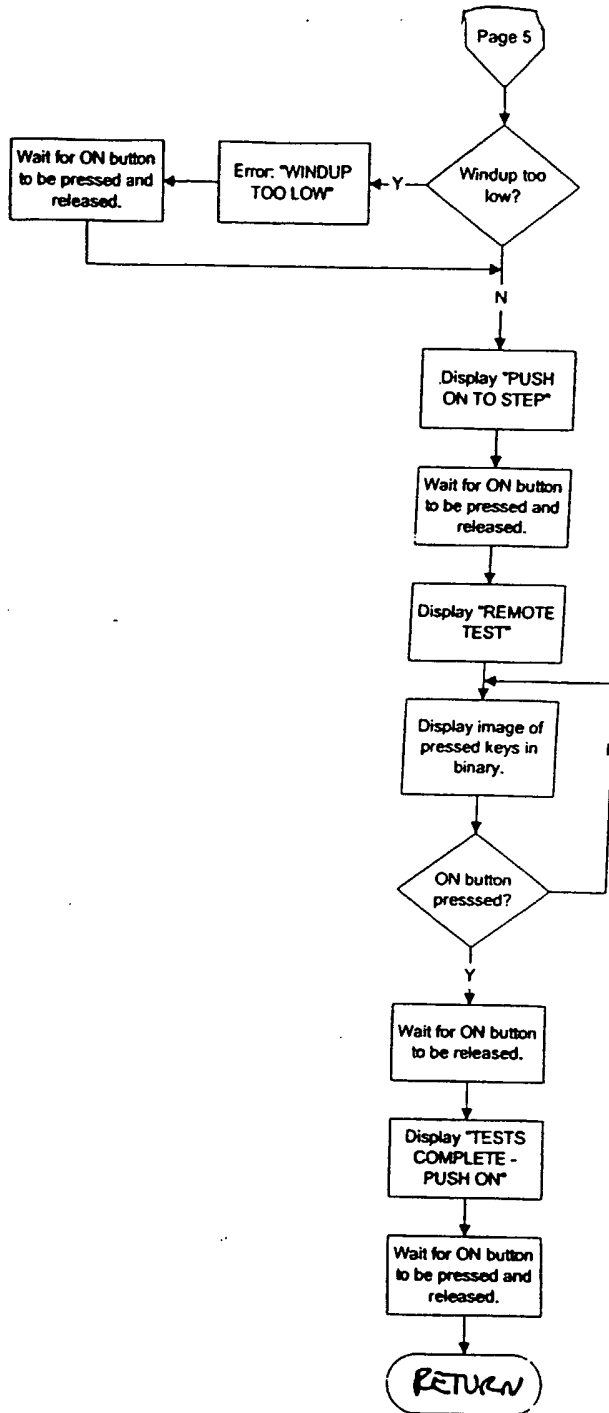 Page 5
Windup too
low?
Y
Error: "WINDUP
TOO LOW"
Wait for ON button
to be pressed and
released.
N
Display "PUSH
ON TO STEP"
Wait for ON button
to be pressed and
released.
Display "REMOTE
TEST"
Display image of
pressed keys in
binary.
ON button
presssed?
Y
Wait for ON button
to be released.
Display "TESTS
COMPLETE -
PUSH ON"
Wait for ON button
to be pressed and
released.
RETURN